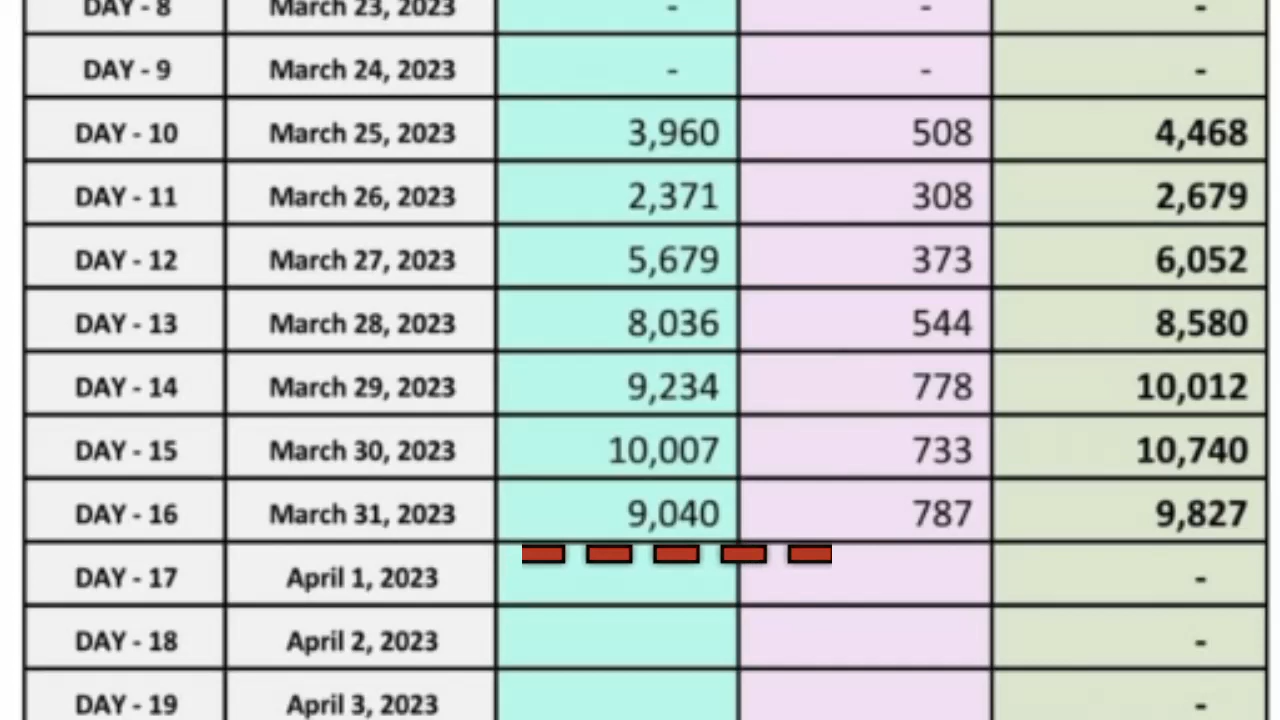 DAY - 8 March 23, 2023 - - -
DAY - 9 March 24, 2023 - - -
DAY - 10 March 25, 2023 3,960 508 4,468
DAY - 11 March 26, 2023 2,371 308 2,679
DAY - 12 March 27, 2023 5,679 373 6,052
DAY - 13 March 28, 2023 8,036 544 8,580
DAY - 14 March 29, 2023 9,234 778 10,012
DAY - 15 March 30, 2023 10,007 733 10,740
DAY - 16 March 31, 2023 9,040 787 9,827
DAY - 17 April 1, 2023 -
DAY - 18 April 2, 2023 -
DAY - 19 April 3, 2023 -